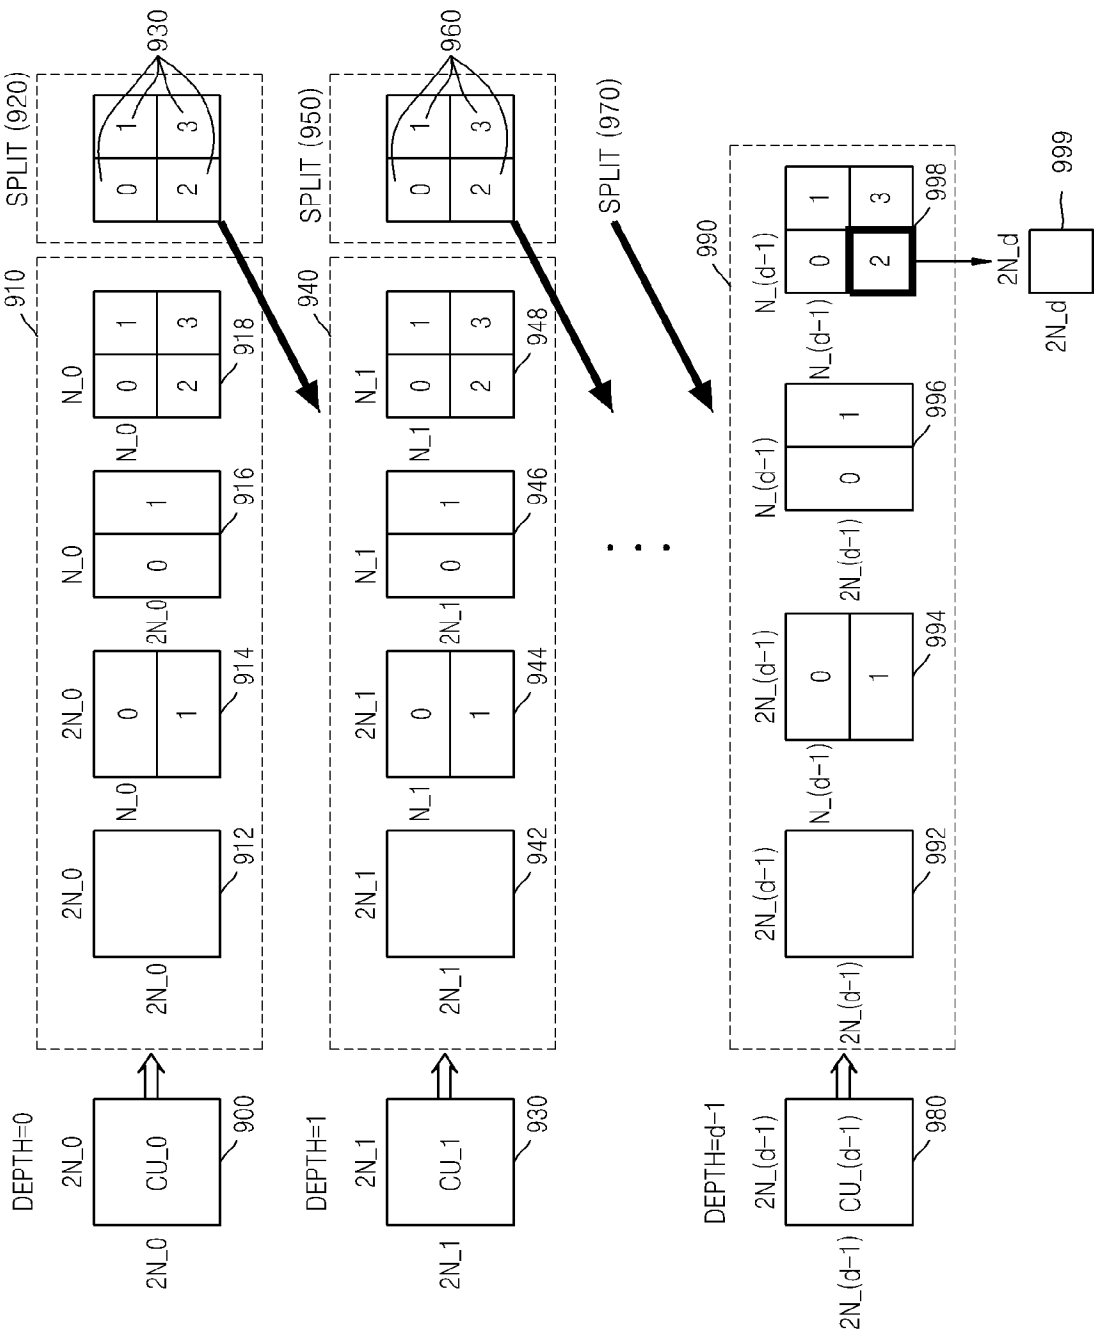 DEPTH=0
2N_0
2N_0
CU_0
900
910
2N_0
2N_0
912
2N_0
N_0
0
1
914
N_0
2N_0
0
1
916
N_0
N_0
0
1
2
3
918
SPLIT (920)
0
1
2
3
930
DEPTH=1
2N_1
2N_1
CU_1
930
940
2N_1
2N_1
942
2N_1
N_1
0
1
944
N_1
2N_1
0
1
946
N_1
N_1
0
1
2
3
948
SPLIT (950)
0
1
2
3
960
SPLIT (970)
DEPTH=d-1
2N_(d-1)
2N_(d-1)
CU_(d-1)
980
990
2N_(d-1)
2N_(d-1)
992
2N_(d-1)
N_(d-1)
0
1
994
N_(d-1)
2N_(d-1)
0
1
996
N_(d-1)
N_(d-1)
0
1
2
3
998
2N_d
2N_d
999